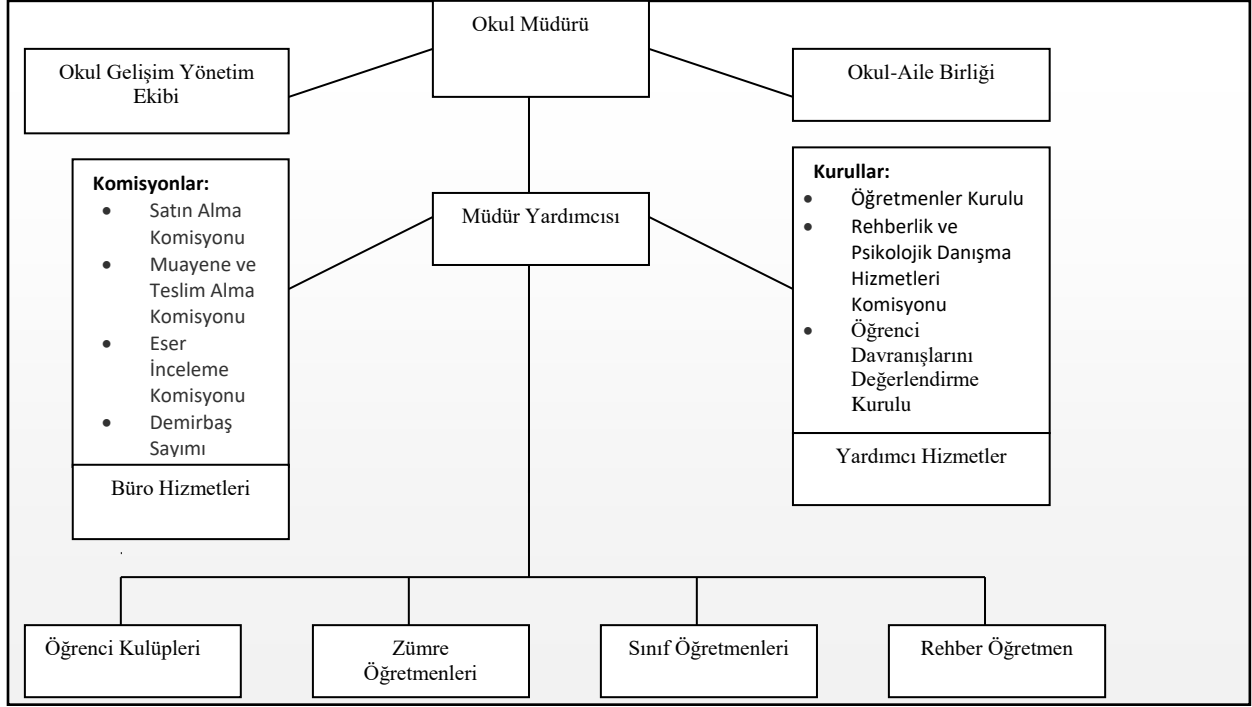 Okul Müdürü
Okul Gelişim Yönetim
Ekibi
Okul-Aile Birliği
Komisyonlar:
• Satın Alma
Komisyonu
• Muayene ve
Teslim Alma
Komisyonu
• Eser
İnceleme
Komisyonu
• Demirbaş
Sayımı
Büro Hizmetleri
Müdür Yardımcısı
Kurullar:
• Öğretmenler Kurulu
• Rehberlik ve
Psikolojik Danışma
Hizmetleri
Komisyonu
• Öğrenci
Davranışlarını
Değerlendirme
Kurulu
Yardımcı Hizmetler
Öğrenci Kulüpleri
Zümre
Öğretmenleri
Sınıf Öğretmenleri
Rehber Öğretmen